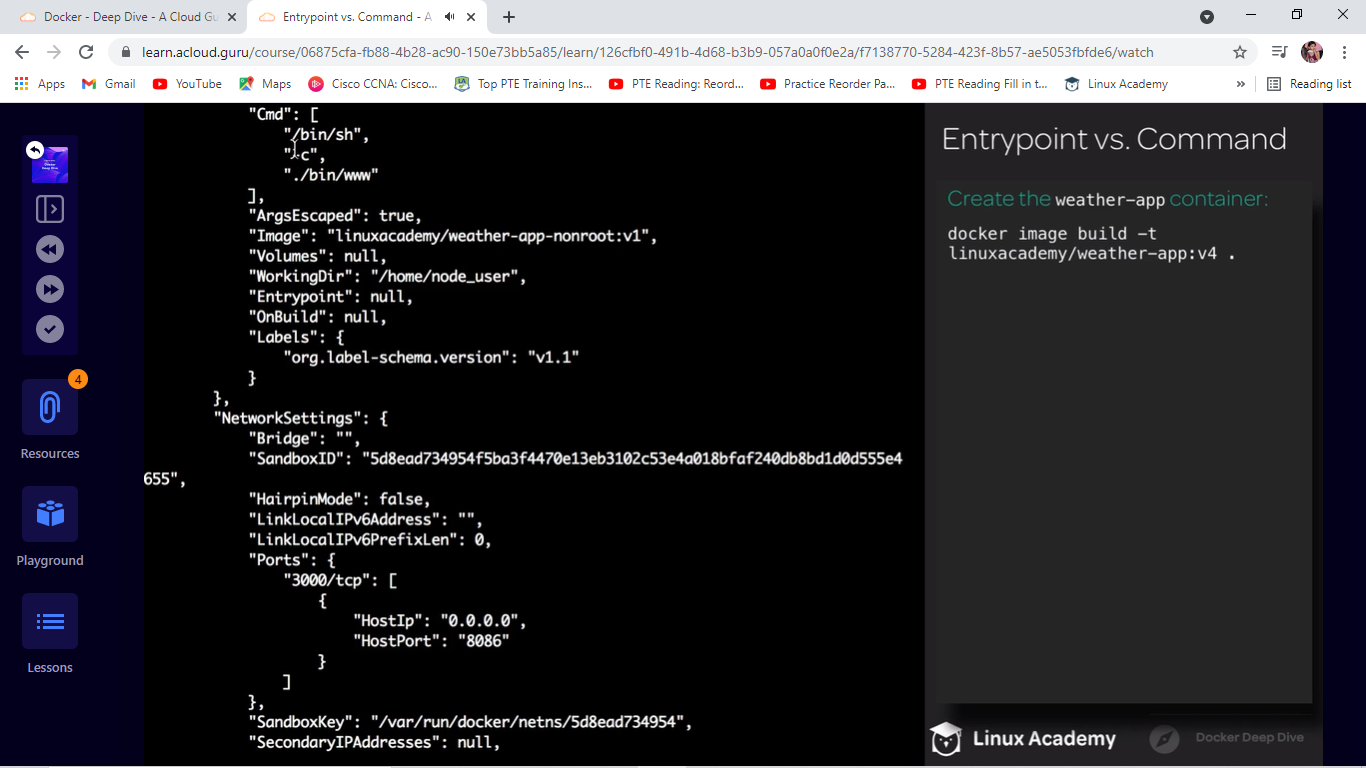 Docker - Deep Dive - A Cloud Gu
Entrypoint vs. Command - A
learn.acloud.guru/course/06875cfa-fb88-4b28-ac90-150e73bb5a85/learn/126cfbf0-491b-4d68-b3b9-057a0a0f0e2a/f7138770-5284-423f-8b57-ae5053fbfde6/watch
Apps
Gmail
YouTube
Maps
Cisco CCNA: Cisco...
Top PTE Training Ins...
PTE Reading: Reord...
Practice Reorder Pa...
PTE Reading Fill in t...
Linux Academy
»
Reading list
Docker
Deep Dive
4
Resources
Playground
Lessons
"Cmd": [
"/bin/sh",
"-c",
"./bin/www"
],
"ArgsEscaped": true,
"Image": "linuxacademy/weather-app-nonroot:v1",
"Volumes": null,
"WorkingDir": "/home/node_user",
"Entrypoint": null,
"OnBuild": null,
"Labels": {
"org.label-schema.version": "v1.1"
}
},
"NetworkSettings": {
"Bridge": "",
"SandboxID": "5d8ead734954f5ba3f4470e13eb3102c53e4a018bfaf240db8bd1d0d555e4
655",
"HairpinMode": false,
"LinkLocalIPv6Address": "",
"LinkLocalIPv6PrefixLen": 0,
"Ports": {
"3000/tcp": [
{
"HostIp": "0.0.0.0",
"HostPort": "8086"
}
]
},
"SandboxKey": "/var/run/docker/netns/5d8ead734954",
"SecondaryIPAddresses": null,
Entrypoint vs. Command
Create the weather-app container:
docker image build -t
linuxacademy/weather-app:v4 .
Linux Academy
Docker Deep Dive